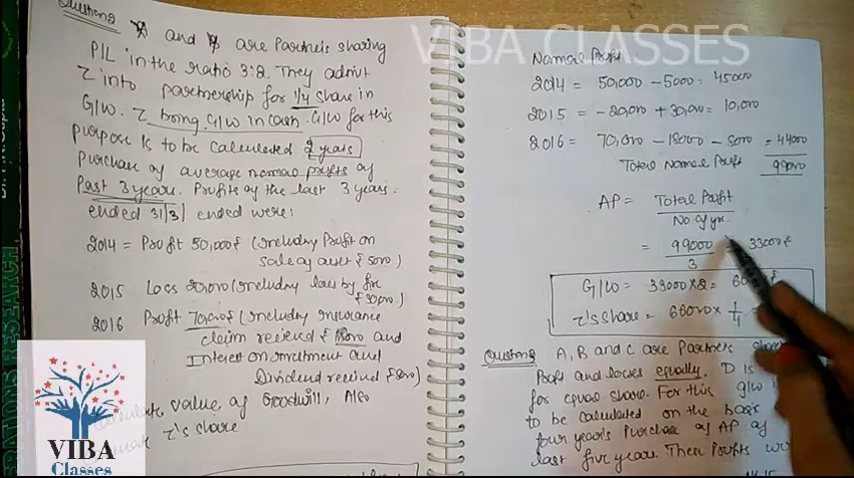 VIBA CLASSES
Question and are Partners sharing
P/L in the ratio 3:2. They admit
Z into partnership for 1/4 share in
G/W. Z bring G/W in cash. G/W for this
purpose is to be calculated 2 years
purchase of average normal profits of
Past 3 years. Profits of the last 3 years.
ended 31/3/ ended were:
2014 = Profit 50,000₹ (including Profit on
sale of asset ₹ 5000)
2015 Loss 20,000 (including loss by fire
₹ 30,000)
2016 Profit 70,000₹ (including insurance
claim received ₹ 18000 and
Interest on investment and
Dividend received ₹ 8000)
value of Goodwill, Also
Z's share
VIBA
Classes
Normal Profit:
2014 = 50,000 - 5000 = 45000
2015 = -20,000 + 30,000 = 10,000
2016 = 70,000 - 18000 - 8000 = 44000
Total Normal Profit 99000
AP = Total Profit
No of yr.
= 99000 33000₹
3
G/W = 33000 × 2 =
Z's share = 66000 × 1/4
Question A, B and C are Partners
Profit and losses equally. D is
for equal share. For this G/W
to be calculated on the basis
four year's Purchase of AP of
last five years. Their Profits